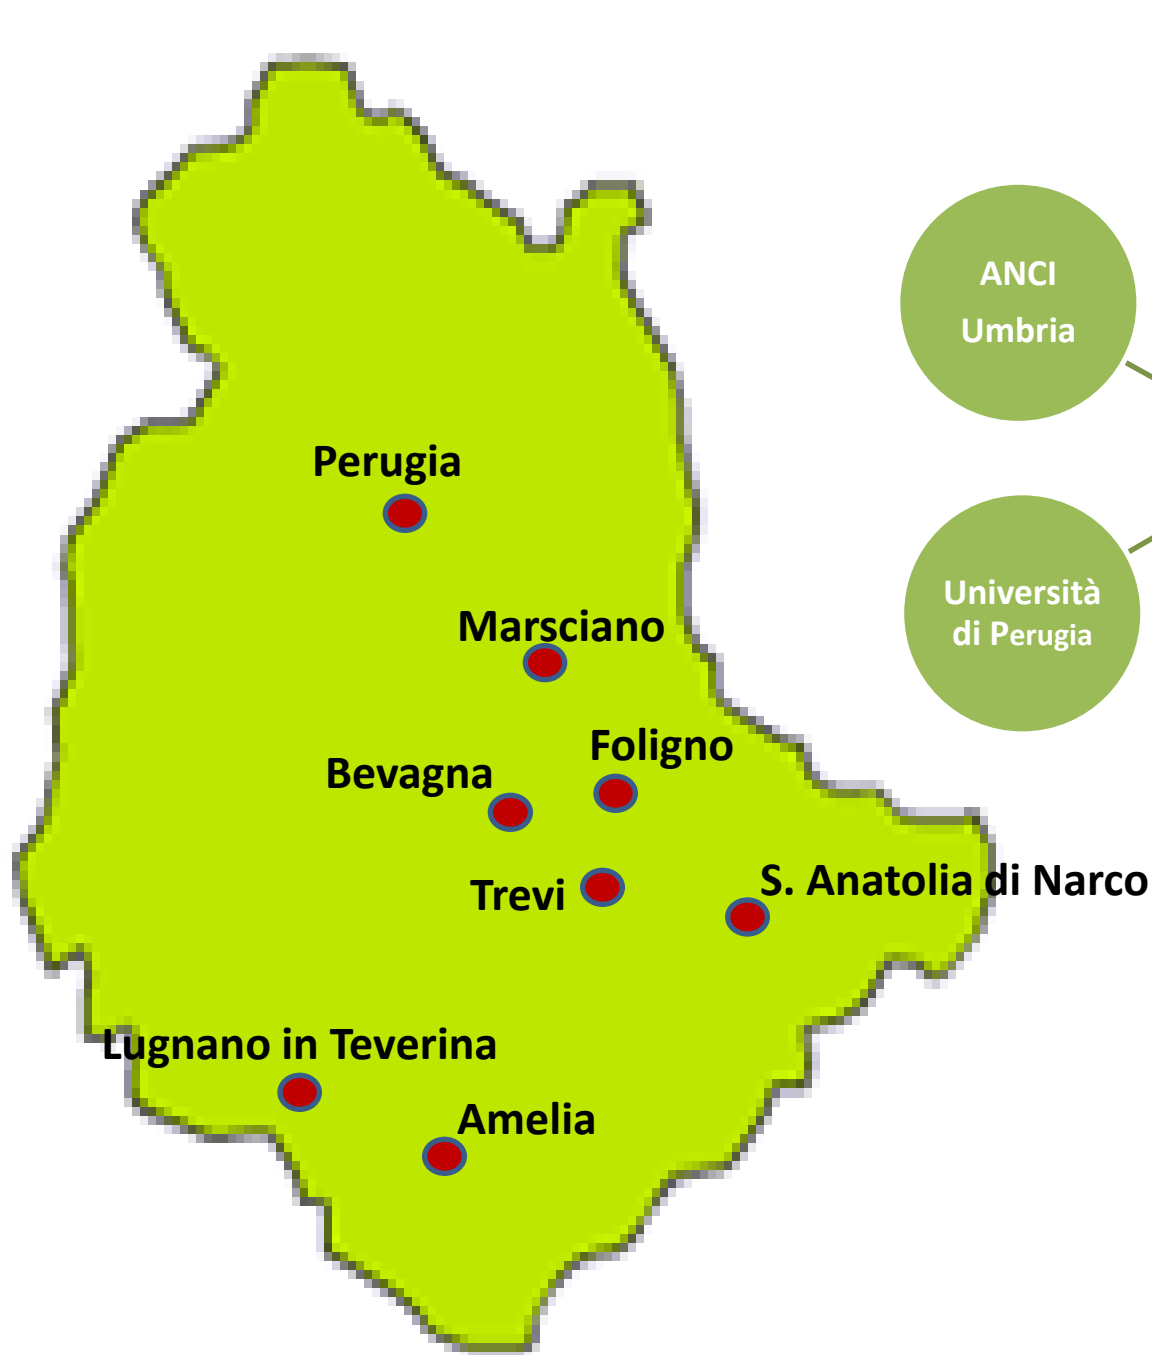 ANCI
Umbria
Perugia
Università
di Perugia
Marsciano
Foligno
Bevagna
S. Anatolia di Narco
Trevi
Lugnano in Teverina
Amelia